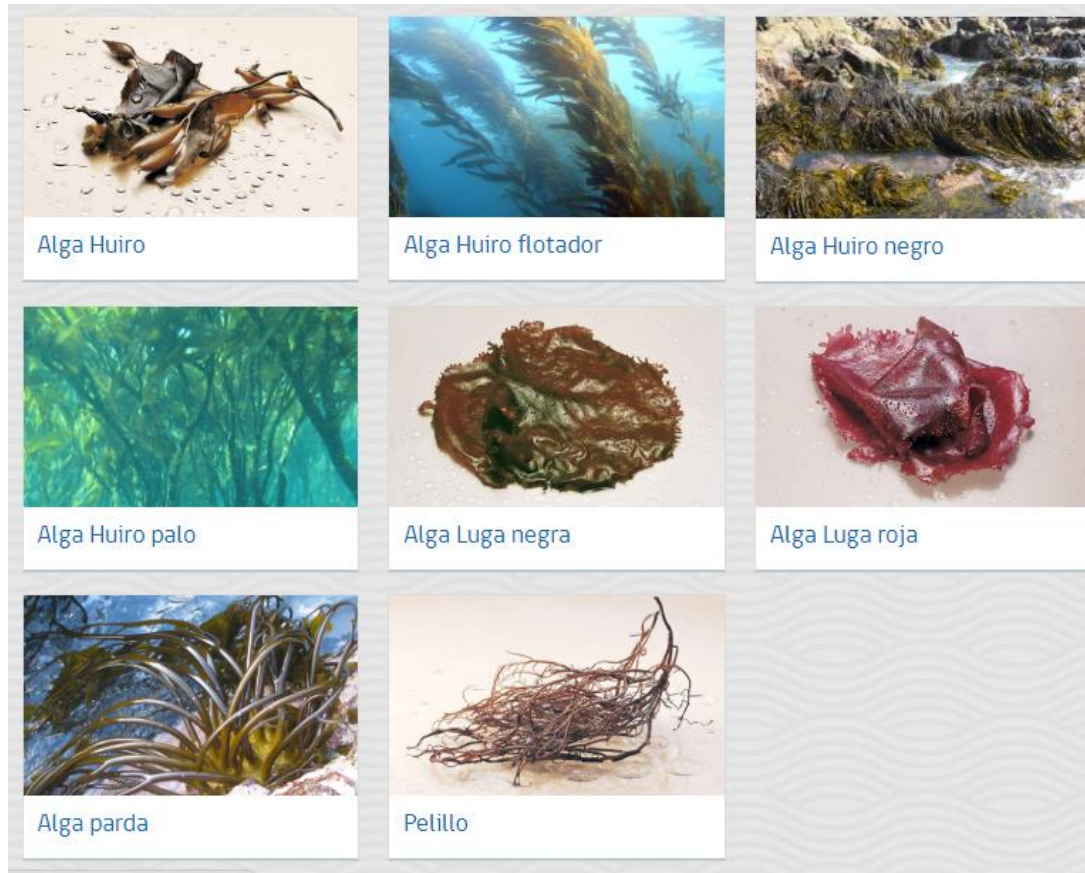 Alga Huiro
Alga Huiro flotador
Alga Huiro negro
Alga Huiro palo
Alga Luga negra
Alga Luga roja
Alga parda
Pelillo